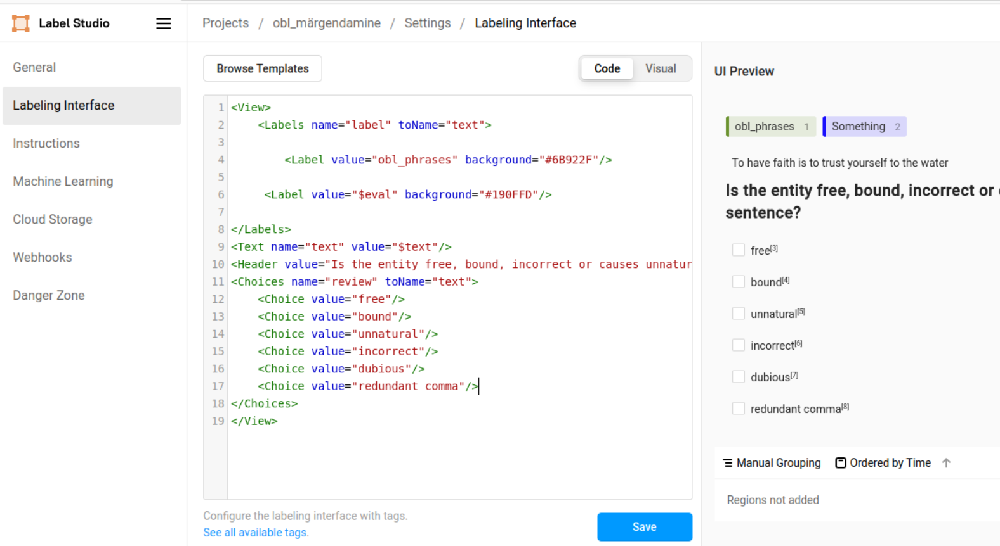 Label Studio
Projects / obl_märgendamine / Settings / Labeling Interface
General
Labeling Interface
Instructions
Machine Learning
Cloud Storage
Webhooks
Danger Zone
Browse Templates
Code Visual
1 <View>
2 <Labels name="label" toName="text">
3
4 <Label value="obl_phrases" background="#6B922F"/>
5
6 <Label value="$eval" background="#190FFD"/>
7
8 </Labels>
9 <Text name="text" value="$text"/>
10 <Header value="Is the entity free, bound, incorrect or causes unnatur
11 <Choices name="review" toName="text">
12 <Choice value="free"/>
13 <Choice value="bound"/>
14 <Choice value="unnatural"/>
15 <Choice value="incorrect"/>
16 <Choice value="dubious"/>
17 <Choice value="redundant comma"/>
18 </Choices>
19 </View>
Configure the labeling interface with tags.
See all available tags.
Save
UI Preview
obl_phrases 1 Something 2
To have faith is to trust yourself to the water
Is the entity free, bound, incorrect or
sentence?
free[3]
bound[4]
unnatural[5]
incorrect[6]
dubious[7]
redundant comma[8]
Manual Grouping Ordered by Time
Regions not added